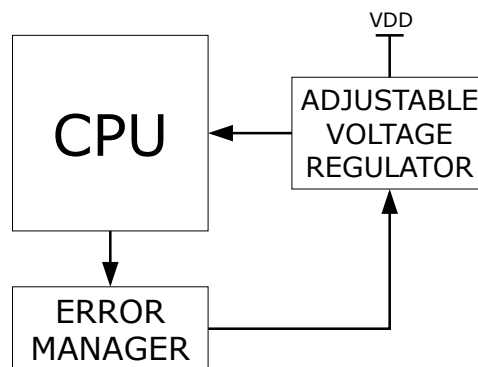 VDD
CPU
ADJUSTABLE
VOLTAGE
REGULATOR
ERROR
MANAGER